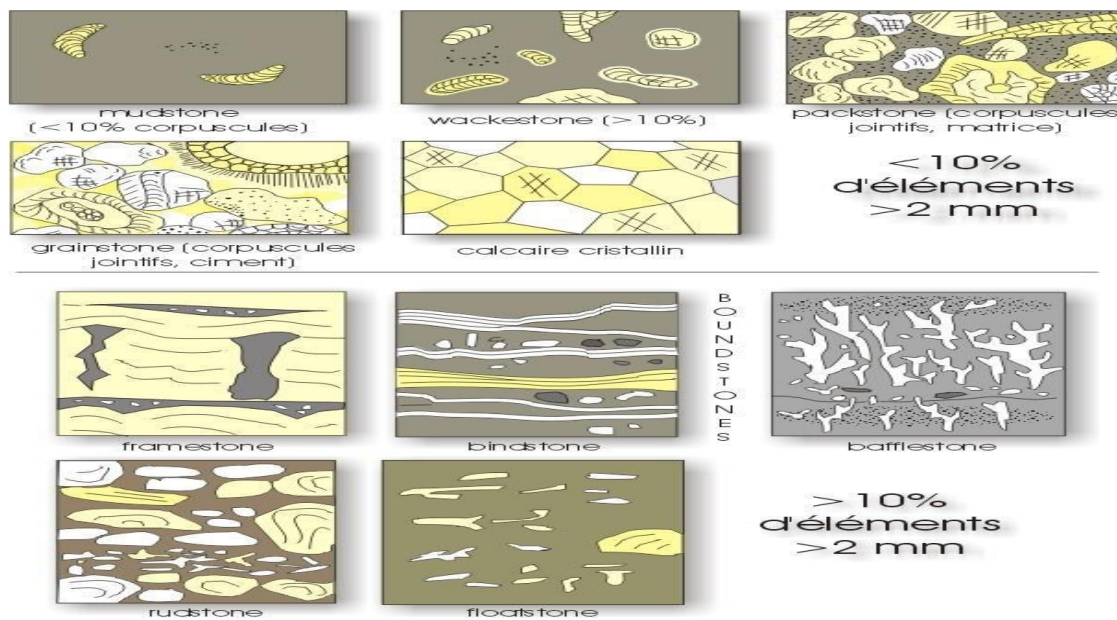 mudstone
(<10% corpuscules)
wackestone (>10%)
packstone (corpuscules
jointifs, matrice)
<10%
d'éléments
>2 mm
grainstone (corpuscules
jointifs, ciment)
calcaire cristallin
BOUNDSTONES
framestone
bindstone
bafflestone
>10%
d'éléments
>2 mm
rudstone
floatstone